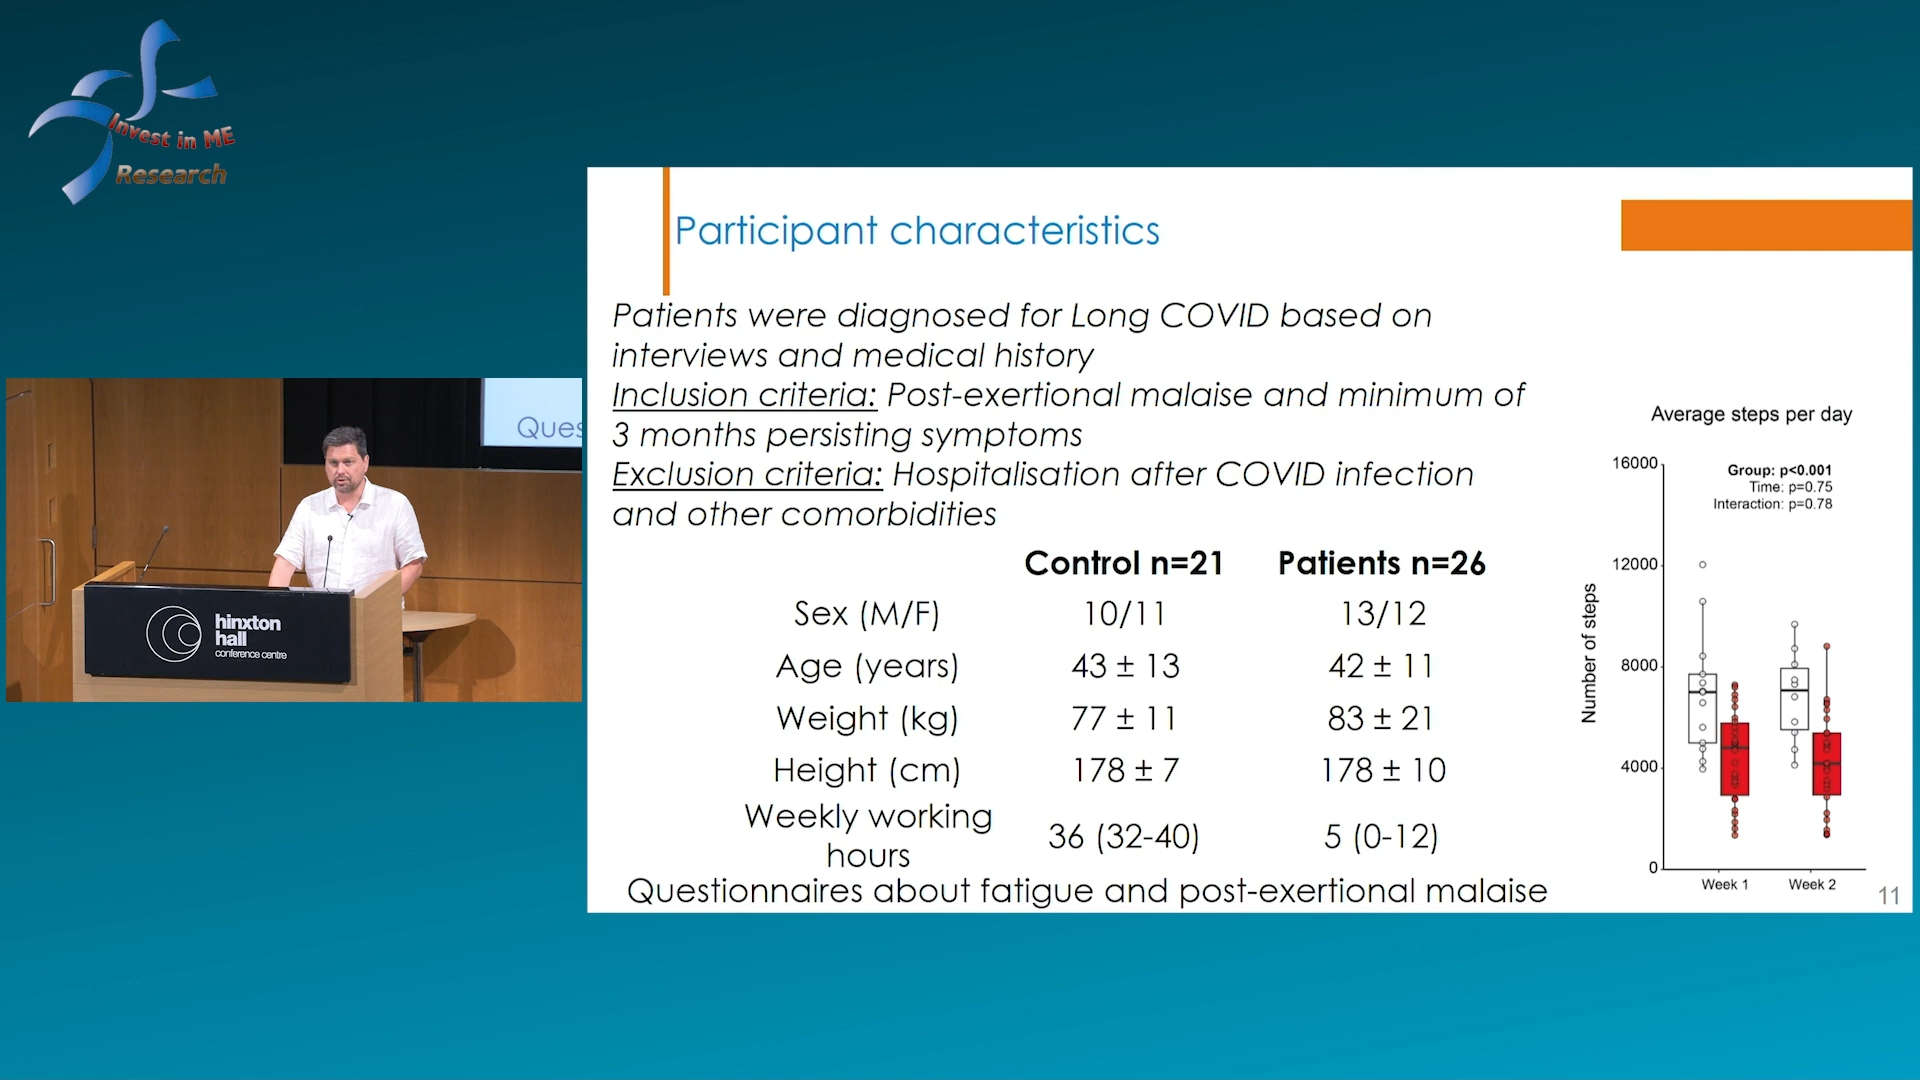 Invest in ME
Research
Participant characteristics
Patients were diagnosed for Long COVID based on
interviews and medical history
Inclusion criteria: Post-exertional malaise and minimum of
3 months persisting symptoms
Exclusion criteria: Hospitalisation after COVID infection
and other comorbidities
Control n=21 Patients n=26
Sex (M/F) 10/11 13/12
Age (years) 43 ± 13 42 ± 11
Weight (kg) 77 ± 11 83 ± 21
Height (cm) 178 ± 7 178 ± 10
Weekly working
hours 36 (32-40) 5 (0-12)
Questionnaires about fatigue and post-exertional malaise
Average steps per day
Group: p<0.001
Time: p=0.75
Interaction: p=0.78
Number of steps
16000
12000
8000
4000
0
Week 1 Week 2
11
Ques
hinxton
hall
conference centre